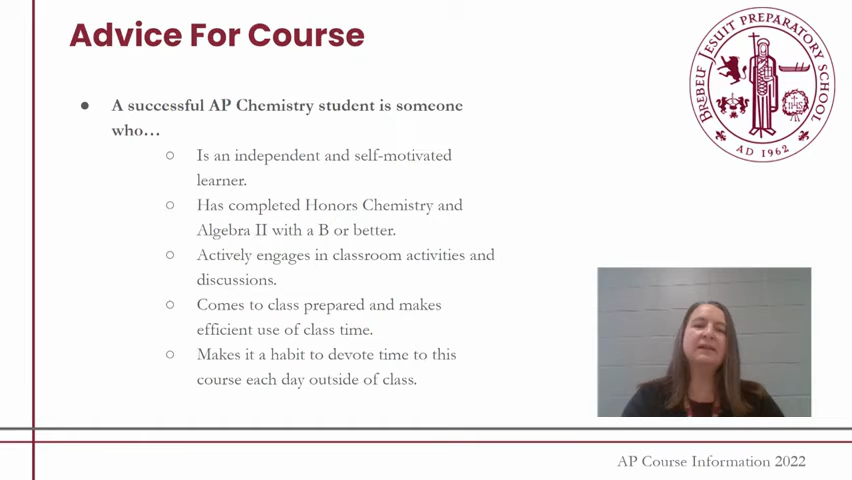 Advice For Course
● A successful AP Chemistry student is someone
who…
○ Is an independent and self-motivated
learner.
○ Has completed Honors Chemistry and
Algebra II with a B or better.
○ Actively engages in classroom activities and
discussions.
○ Comes to class prepared and makes
efficient use of class time.
○ Makes it a habit to devote time to this
course each day outside of class.
BREBEUF JESUIT PREPARATORY SCHOOL
IHS
AD 1962
AP Course Information 2022